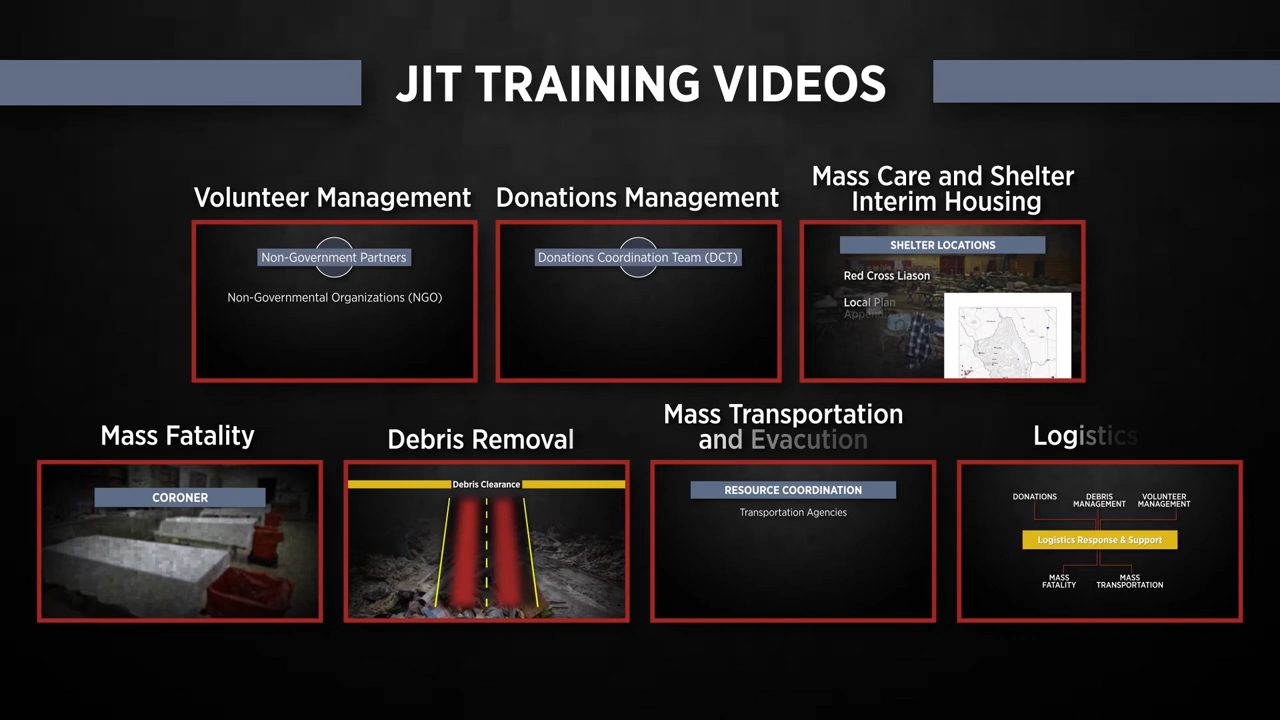 JIT TRAINING VIDEOS
Volunteer Management
Non-Government Partners
Non-Governmental Organizations (NGO)
Donations Management
Donations Coordination Team (DCT)
Mass Care and Shelter
Interim Housing
SHELTER LOCATIONS
Red Cross Liason
Local Plan
Mass Fatality
CORONER
Debris Removal
Debris Clearance
Mass Transportation
and Evacution
RESOURCE COORDINATION
Transportation Agencies
Logistics
DONATIONS
DEBRIS
MANAGEMENT
VOLUNTEER
MANAGEMENT
Logistics Response & Support
MASS
FATALITY
MASS
TRANSPORTATION